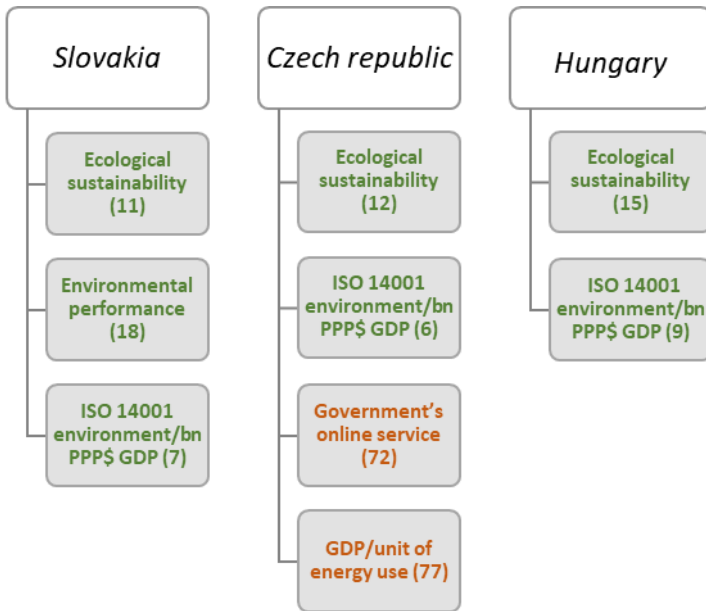 Slovakia
Ecological
sustainability
(11)
Environmental
performance
(18)
ISO 14001
environment/bn
PPP$ GDP (7)
Czech republic
Ecological
sustainability
(12)
ISO 14001
environment/bn
PPP$ GDP (6)
Government’s
online service
(72)
GDP/unit of
energy use (77)
Hungary
Ecological
sustainability
(15)
ISO 14001
environment/bn
PPP$ GDP (9)